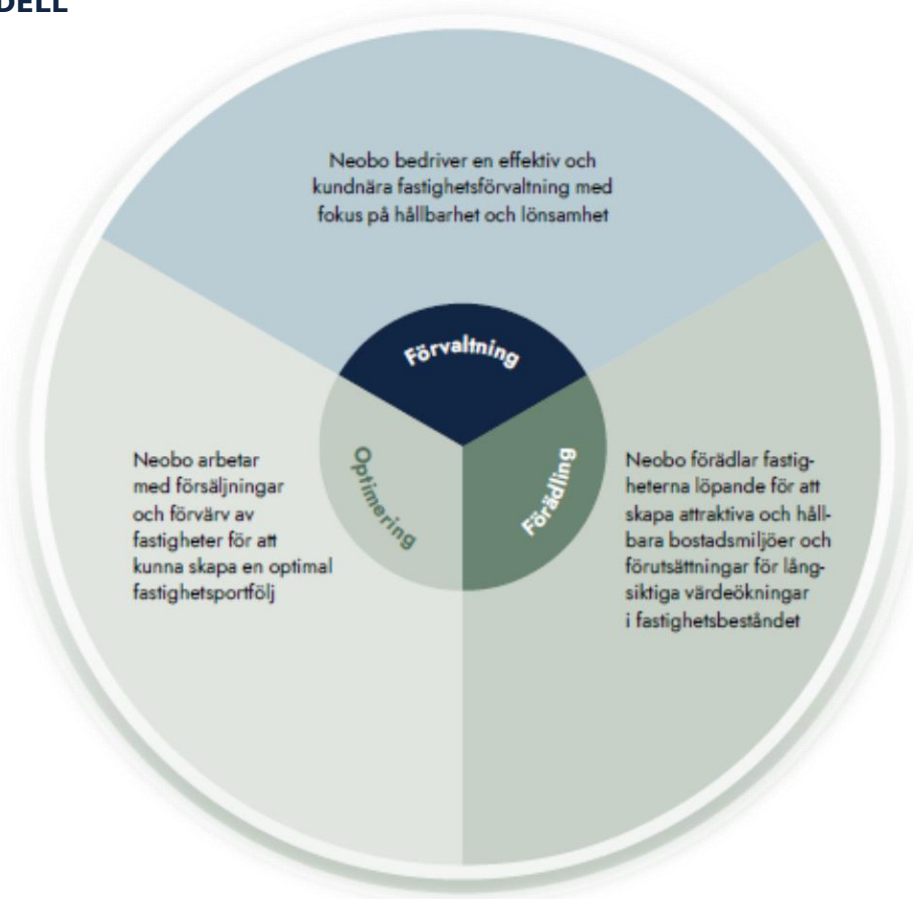 DELL
Neobo bedriver en effektiv och
kundnära fastighetsförvaltning med
fokus på hållbarhet och lönsamhet
Förvaltning
Optimering
Förädling
Neobo arbetar
med försäljningar
och förvärv av
fastigheter för att
kunna skapa en optimal
fastighetsportfölj
Neobo förädlar fastig-
heterna löpande för att
skapa attraktiva och håll-
bara bostadsmiljöer och
förutsättningar för lång-
siktiga värdeökningar
i fastighetsbeståndet